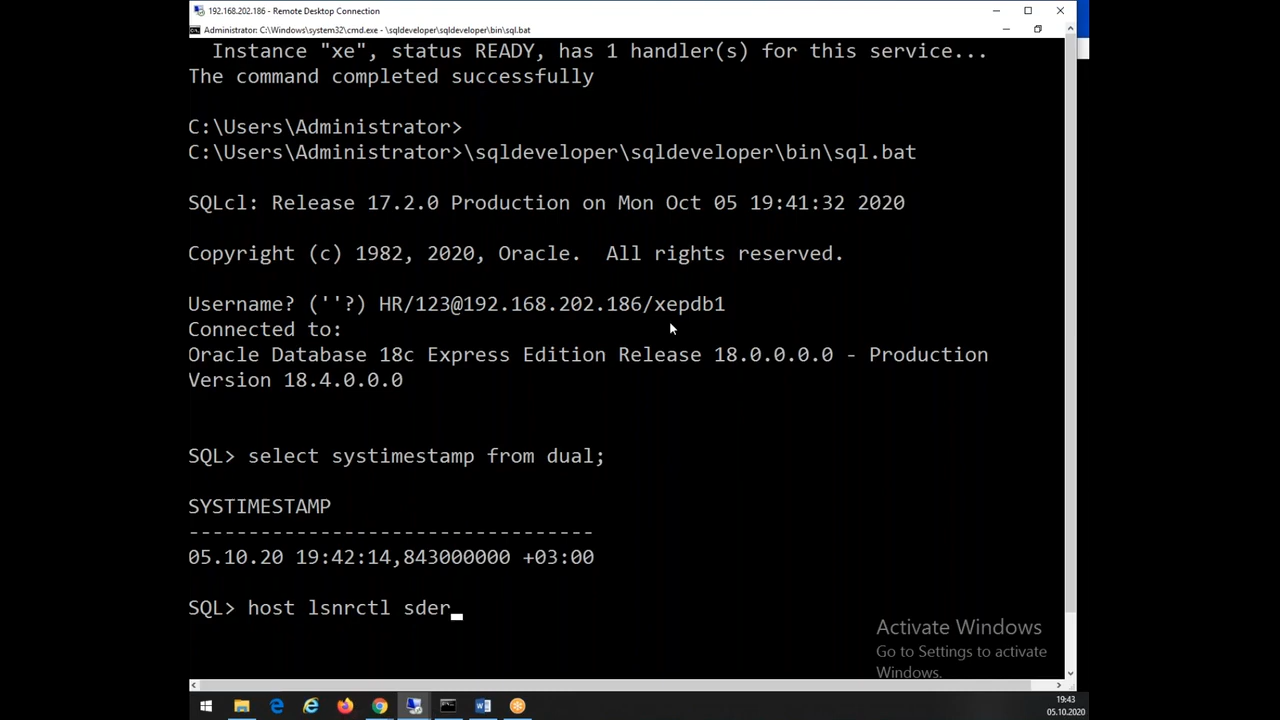 192.168.202.186 - Remote Desktop Connection
Administrator: C:\Windows\system32\cmd.exe - \sqldeveloper\sqldeveloper\bin\sql.bat
Instance "xe", status READY, has 1 handler(s) for this service...
The command completed successfully
C:\Users\Administrator>
C:\Users\Administrator>\sqldeveloper\sqldeveloper\bin\sql.bat
SQLcl: Release 17.2.0 Production on Mon Oct 05 19:41:32 2020
Copyright (c) 1982, 2020, Oracle.  All rights reserved.
Username? (''?) HR/123@192.168.202.186/xepdb1
Connected to:
Oracle Database 18c Express Edition Release 18.0.0.0.0 - Production
Version 18.4.0.0.0
SQL> select systimestamp from dual;
SYSTIMESTAMP
----------------------------------
05.10.20 19:42:14,843000000 +03:00
SQL> host lsnrctl sder_
Activate Windows
Go to Settings to activate
Windows.
19:43
05.10.2020